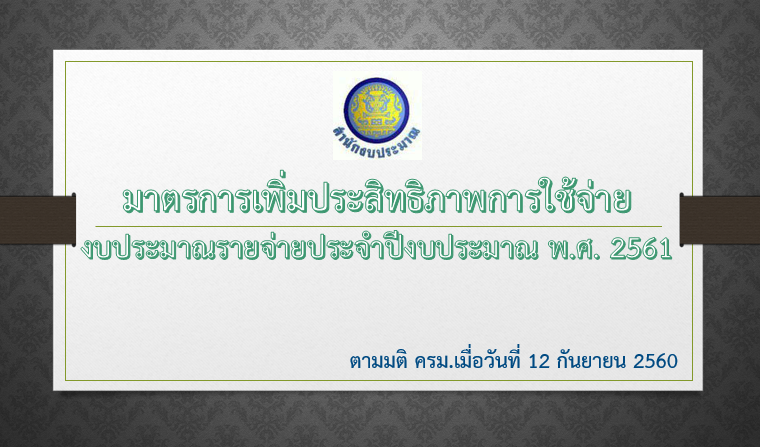 สำนักงบประมาณ
มาตรการเพิ่มประสิทธิภาพการใช้จ่าย
งบประมาณรายจ่ายประจำปีงบประมาณ พ.ศ. 2561
ตามมติ ครม.เมื่อวันที่ 12 กันยายน 2560